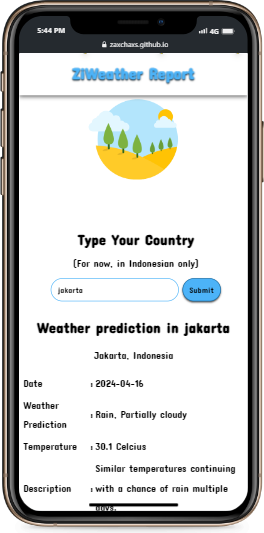 5:44 PM
4G
zaxchaxs.github.io
ZiWeather Report
Type Your Country
(For now, in Indonesian only)
jakarta
Submit
Weather prediction in jakarta
Jakarta, Indonesia
Date : 2024-04-16
Weather
Prediction : Rain, Partially cloudy
Temperature : 30.1 Celcius
Similar temperatures continuing
Description : with a chance of rain multiple
days.